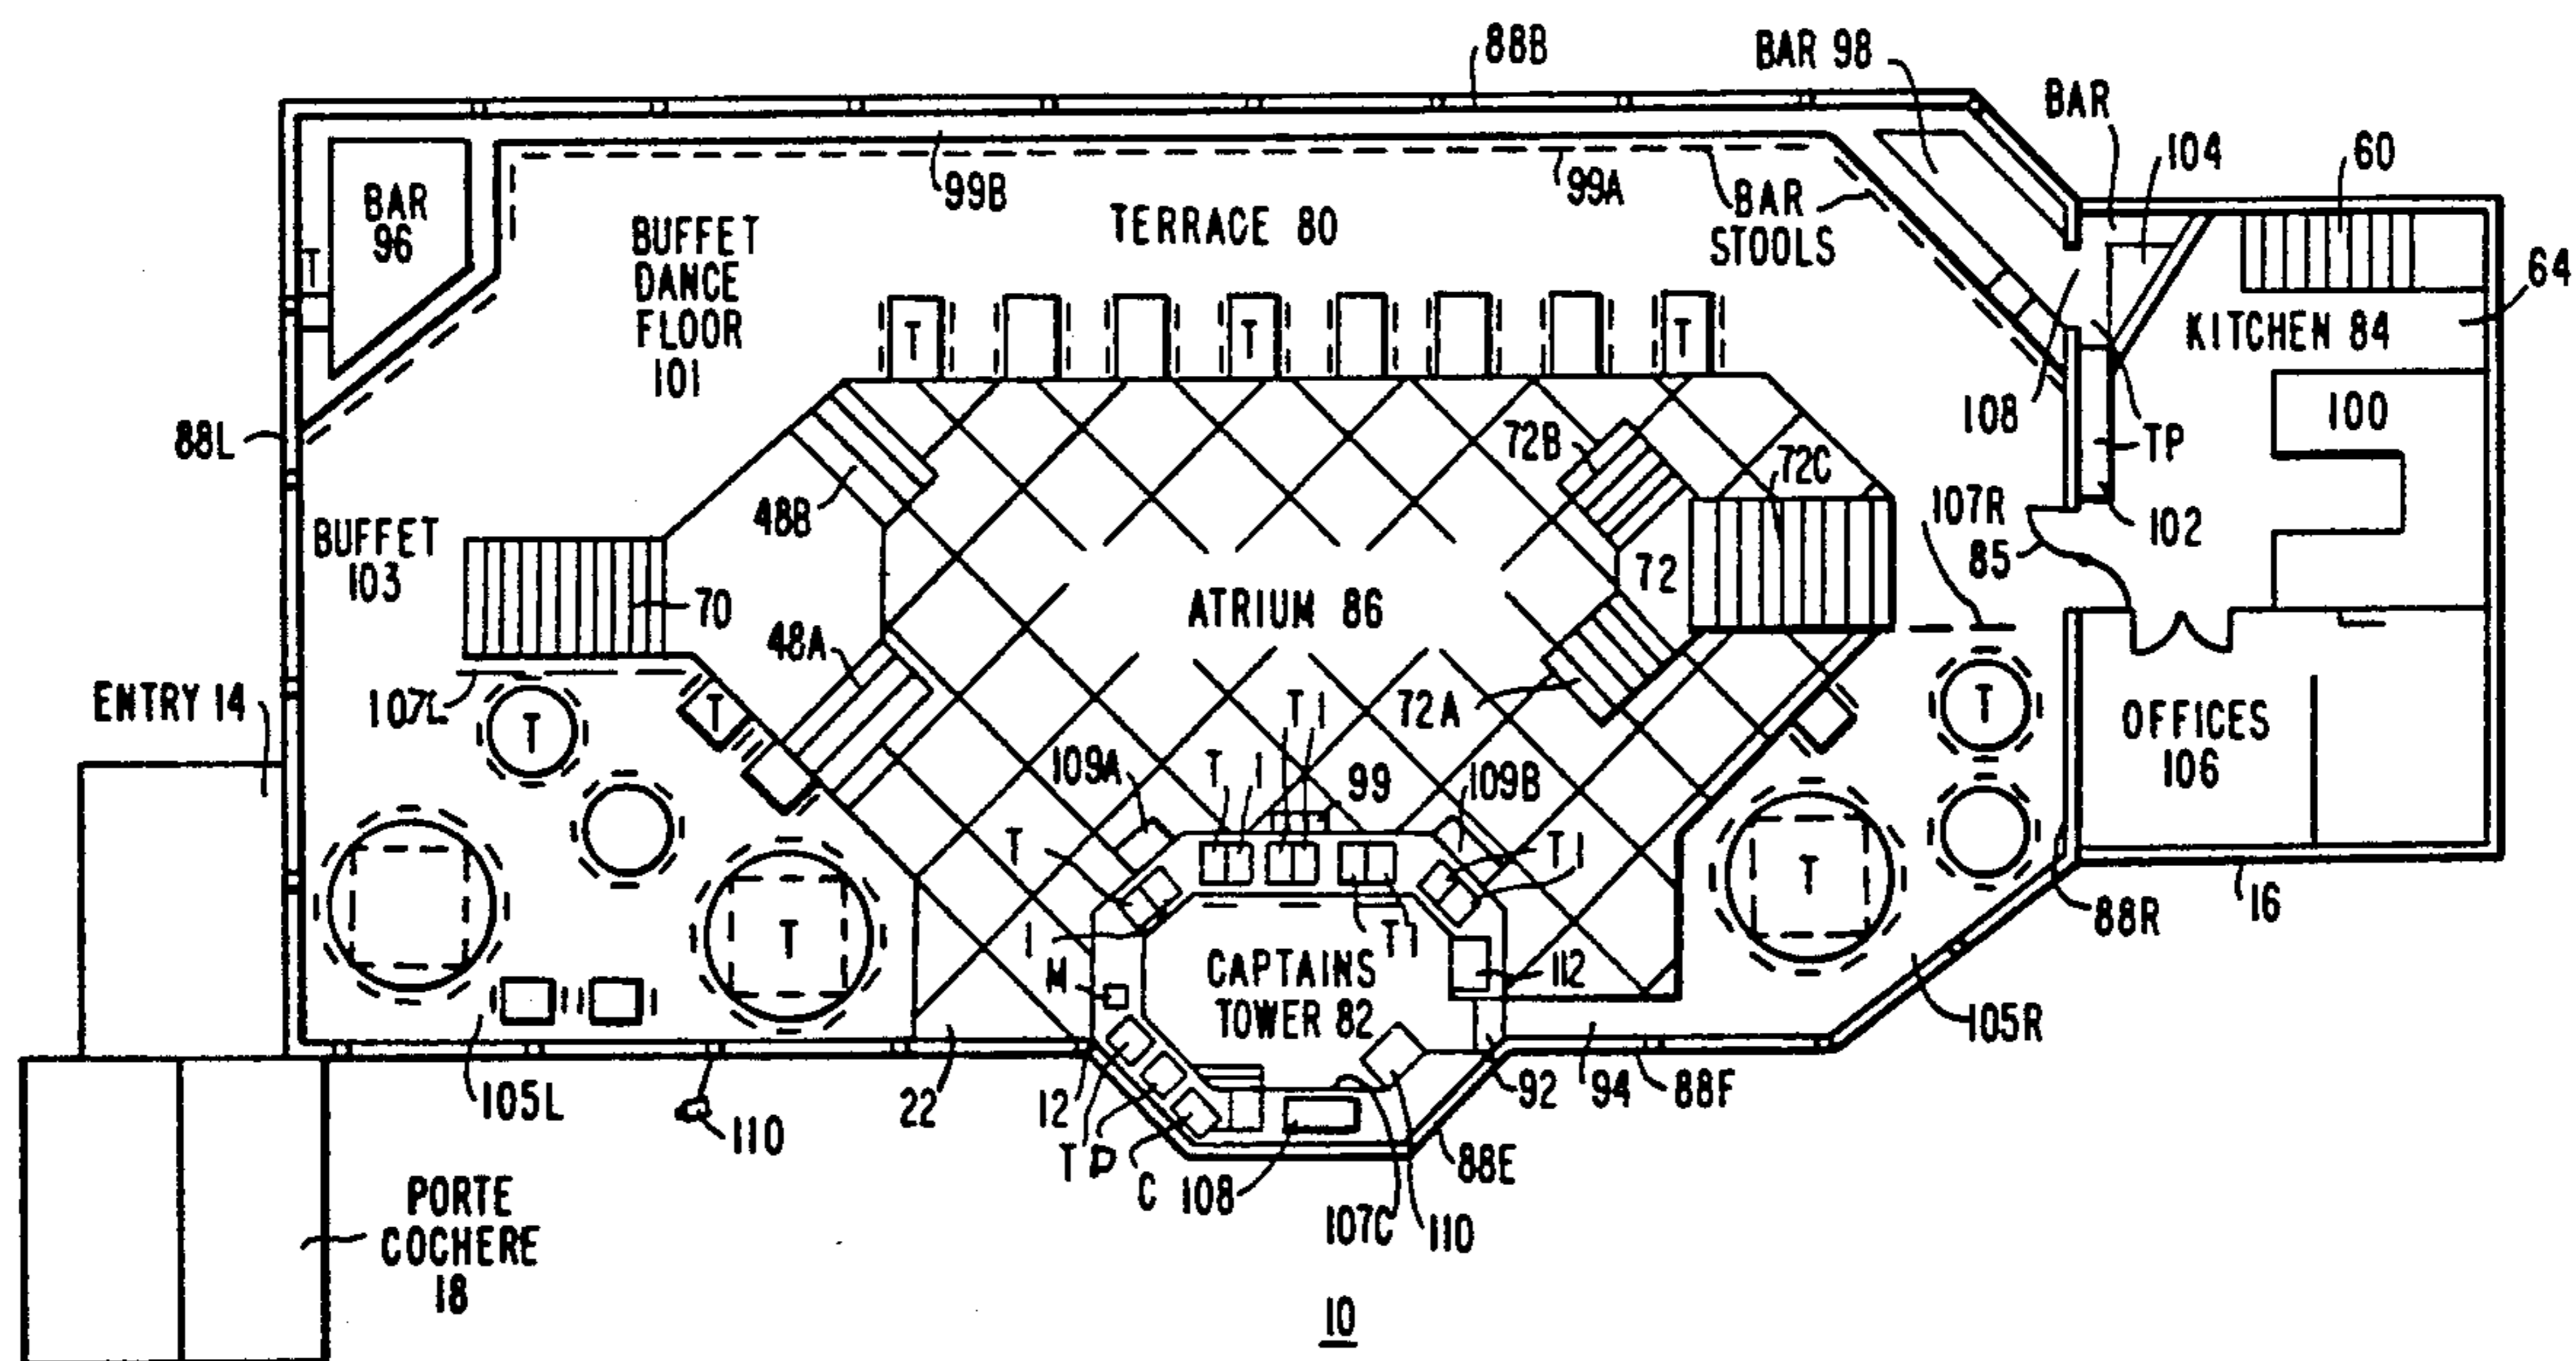 88B
BAR 98
BAR
104
60
BAR
96
99B
99A
BAR
STOOLS
TERRACE 80
BUFFET
DANCE
FLOOR
101
64
KITCHEN 84
T
T
T
T
88L
108
100
TP
72B
72C
48B
107R
85
102
BUFFET
103
70
72
ATRIUM 86
48A
ENTRY 14
107L
T
T
T I
72A
T
OFFICES
106
109A
T I
99
109B
T
T I
T
88R
16
T
I
M
T I
CAPTAINS
TOWER 82
112
105R
105L
110
22
12
T P
C
108
107C
110
88E
92
94
88F
PORTE
COCHERE
18
10